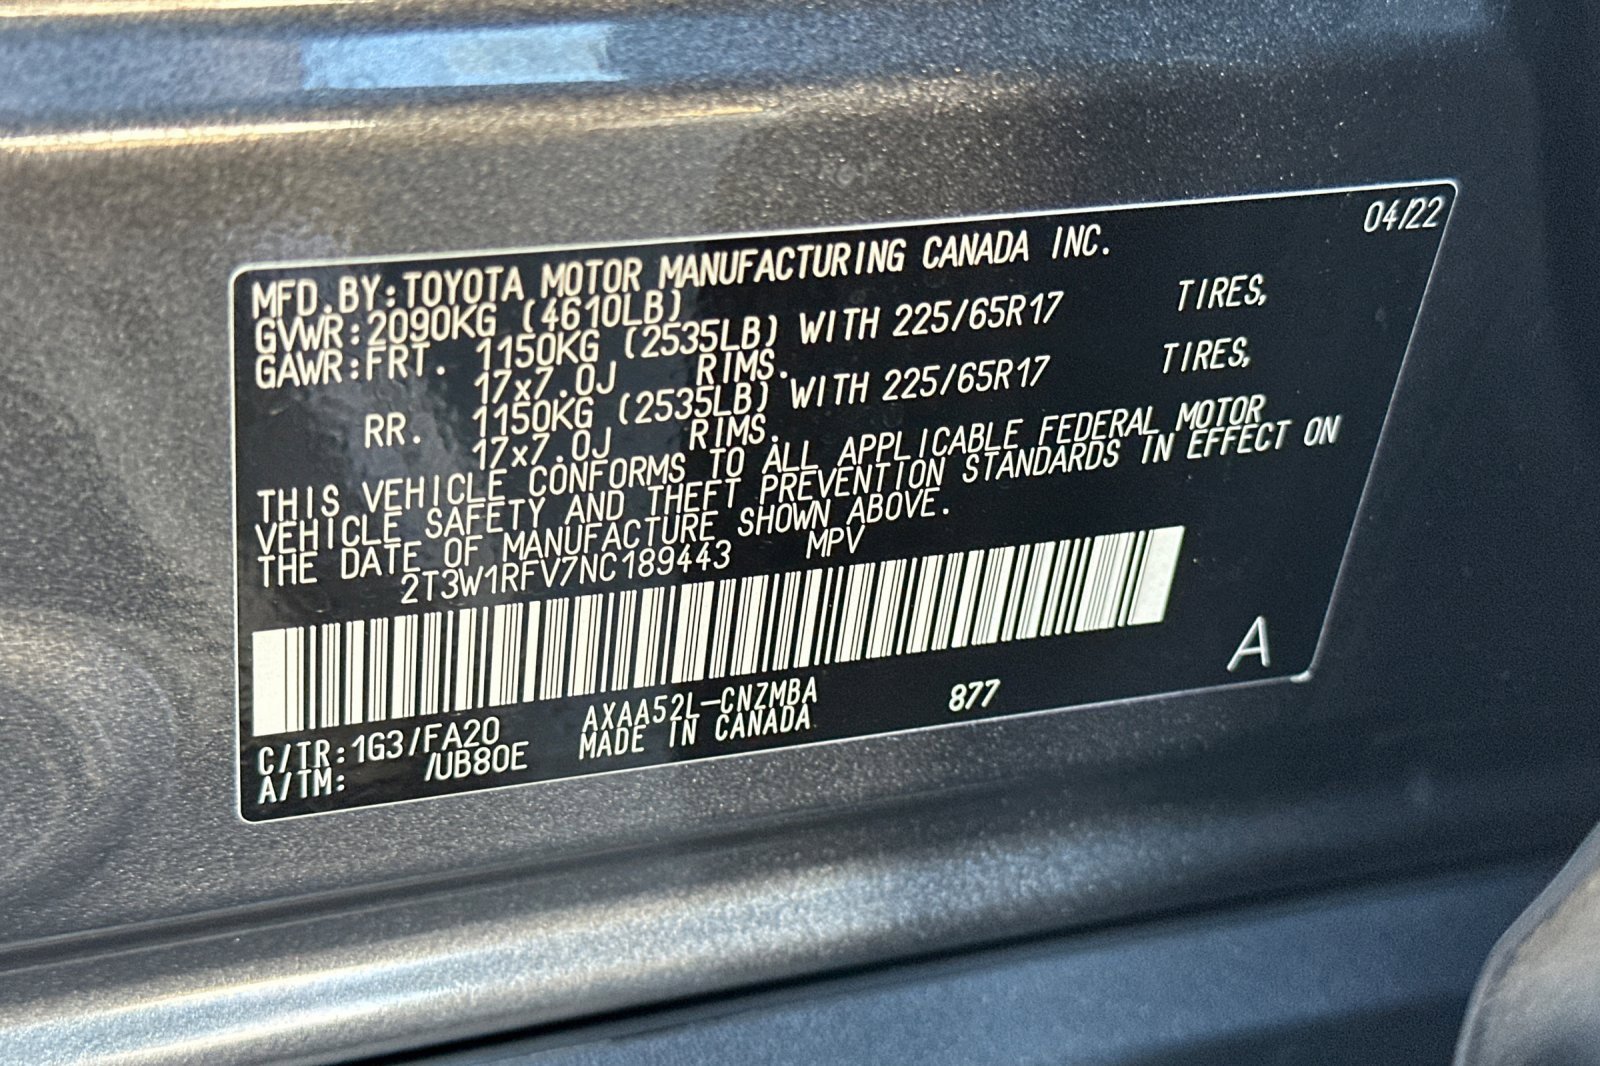 04/22
MFD.BY:TOYOTA MOTOR MANUFACTURING CANADA INC.
GVWR:2090KG (4610LB)
GAWR:FRT. 1150KG (2535LB) WITH 225/65R17 TIRES,
17x7.0J RIMS.
RR. 1150KG (2535LB) WITH 225/65R17 TIRES,
17x7.0J RIMS.
THIS VEHICLE CONFORMS TO ALL APPLICABLE FEDERAL MOTOR
VEHICLE SAFETY AND THEFT PREVENTION STANDARDS IN EFFECT ON
THE DATE OF MANUFACTURE SHOWN ABOVE.
2T3W1RFV7NC189443 MPV
A
C/TR:1G3/FA20 AXAA52L-CNZMBA 877
A/TM: /UB80E MADE IN CANADA